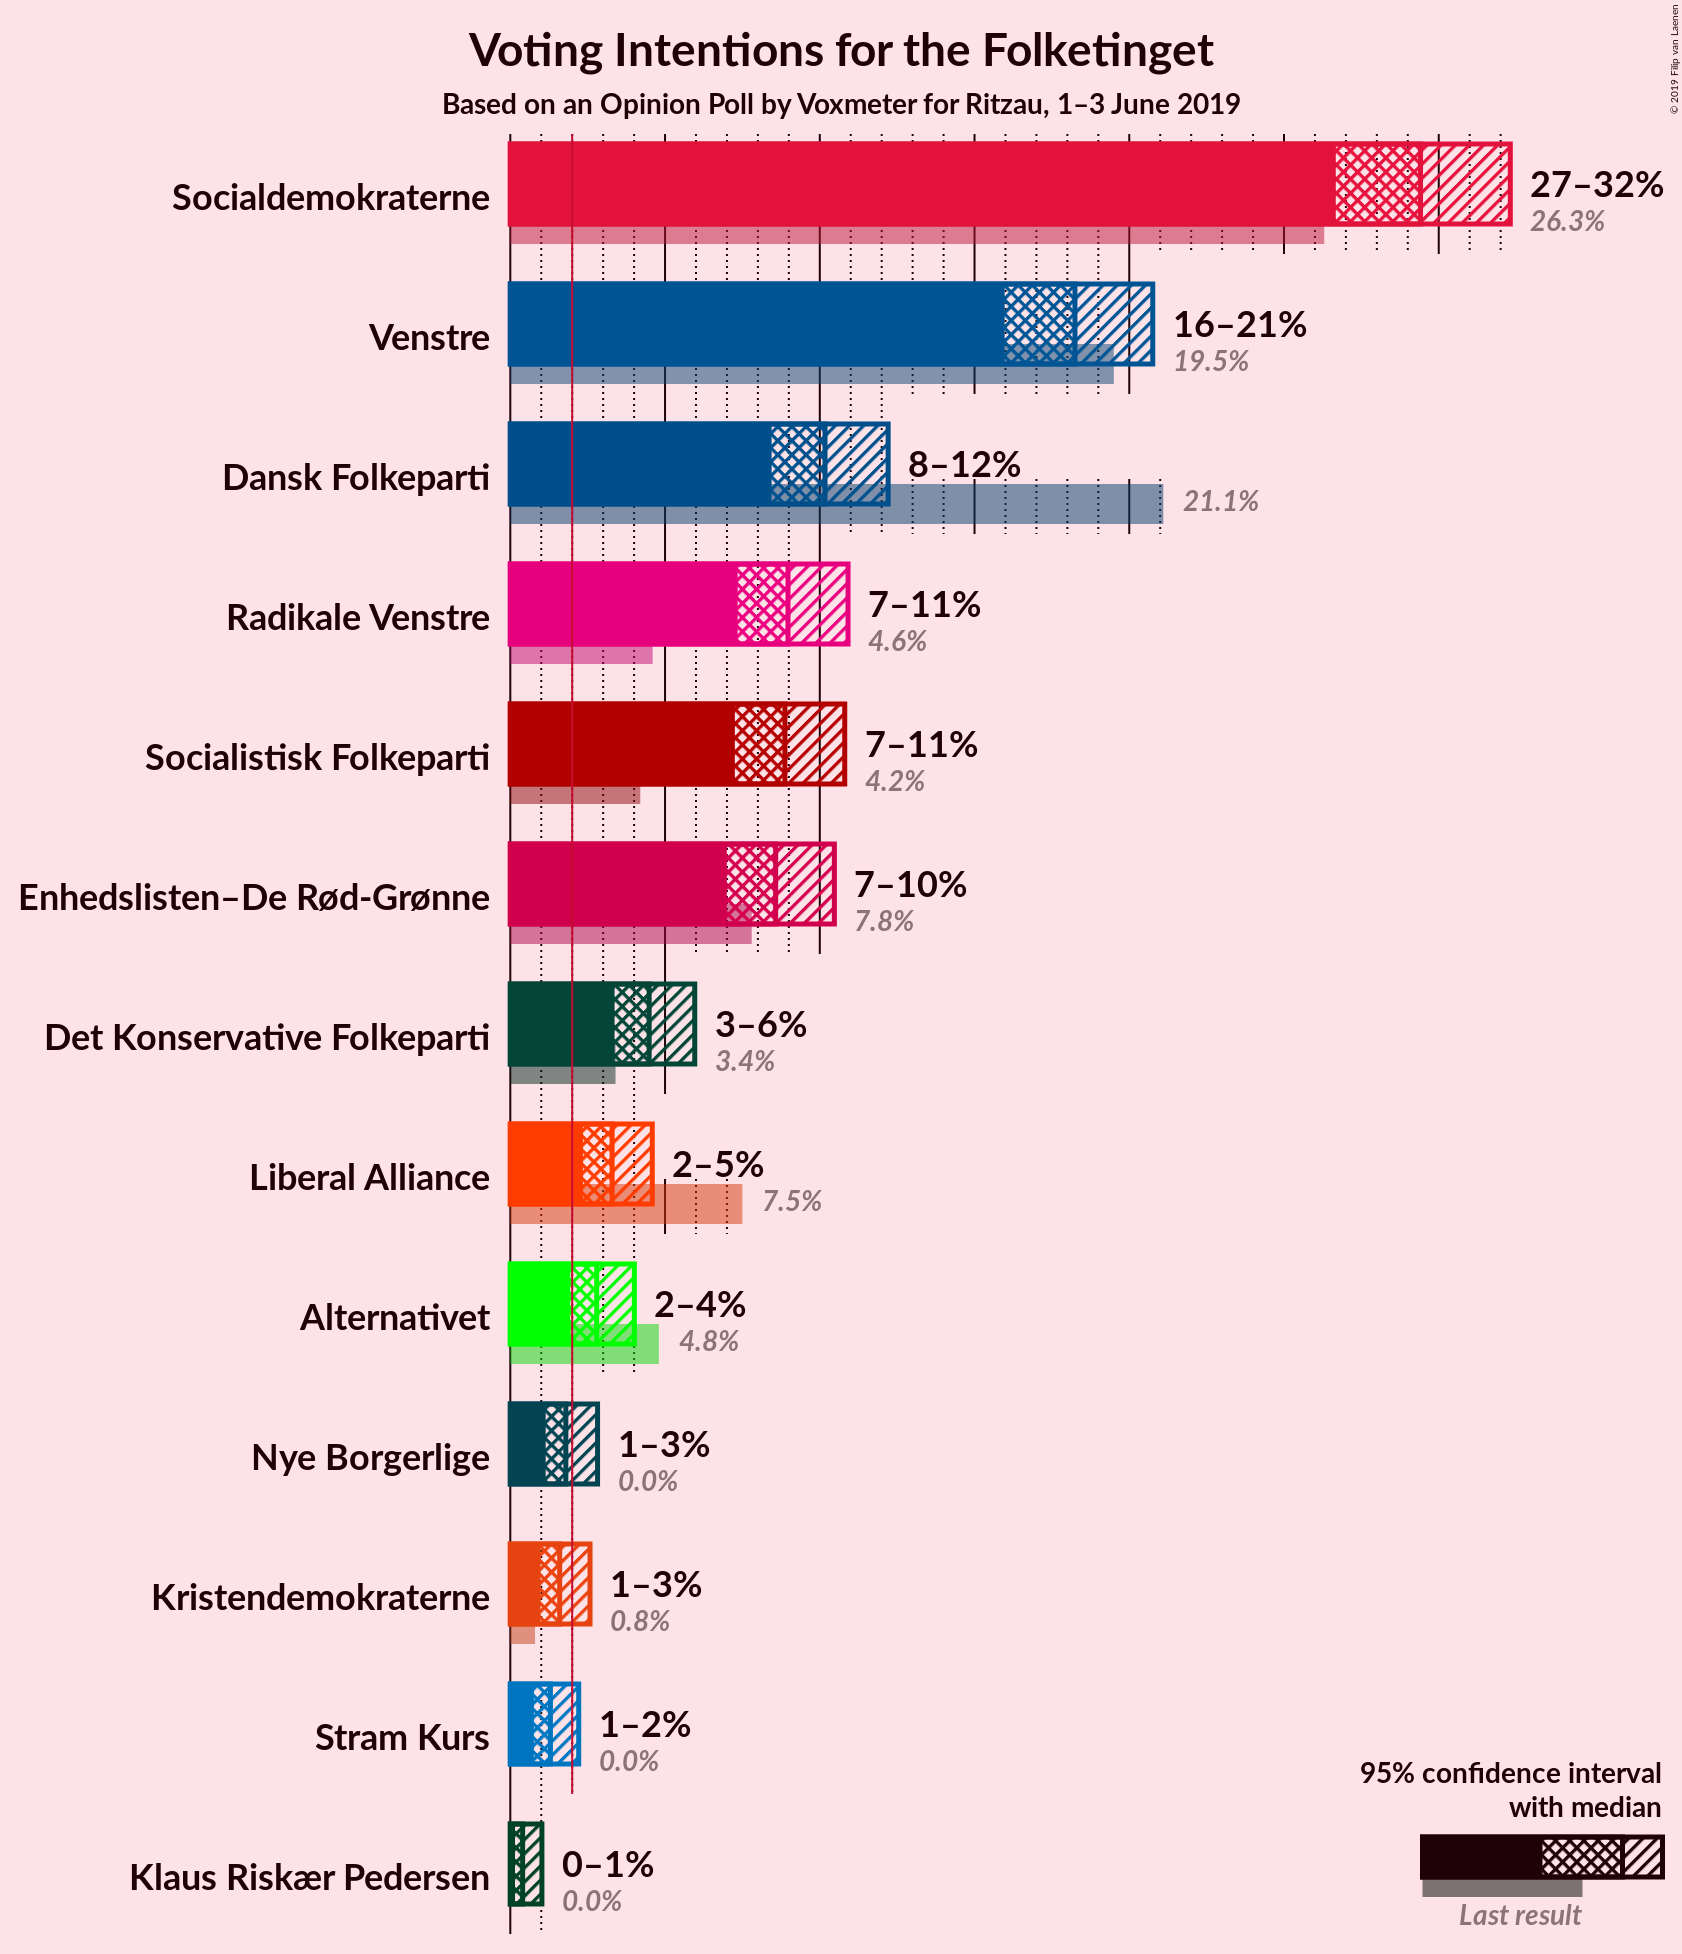 © 2019 Filip van Laenen
Voting Intentions for the Folketinget
Based on an Opinion Poll by Voxmeter for Ritzau, 1–3 June 2019
Socialdemokraterne
27–32%
26.3%
Venstre
16–21%
19.5%
Dansk Folkeparti
8–12%
21.1%
Radikale Venstre
7–11%
4.6%
Socialistisk Folkeparti
7–11%
4.2%
Enhedslisten–De Rød-Grønne
7–10%
7.8%
Det Konservative Folkeparti
3–6%
3.4%
Liberal Alliance
2–5%
7.5%
Alternativet
2–4%
4.8%
Nye Borgerlige
1–3%
0.0%
Kristendemokraterne
1–3%
0.8%
Stram Kurs
1–2%
0.0%
Klaus Riskær Pedersen
0–1%
0.0%
95% confidence interval
with median
Last result